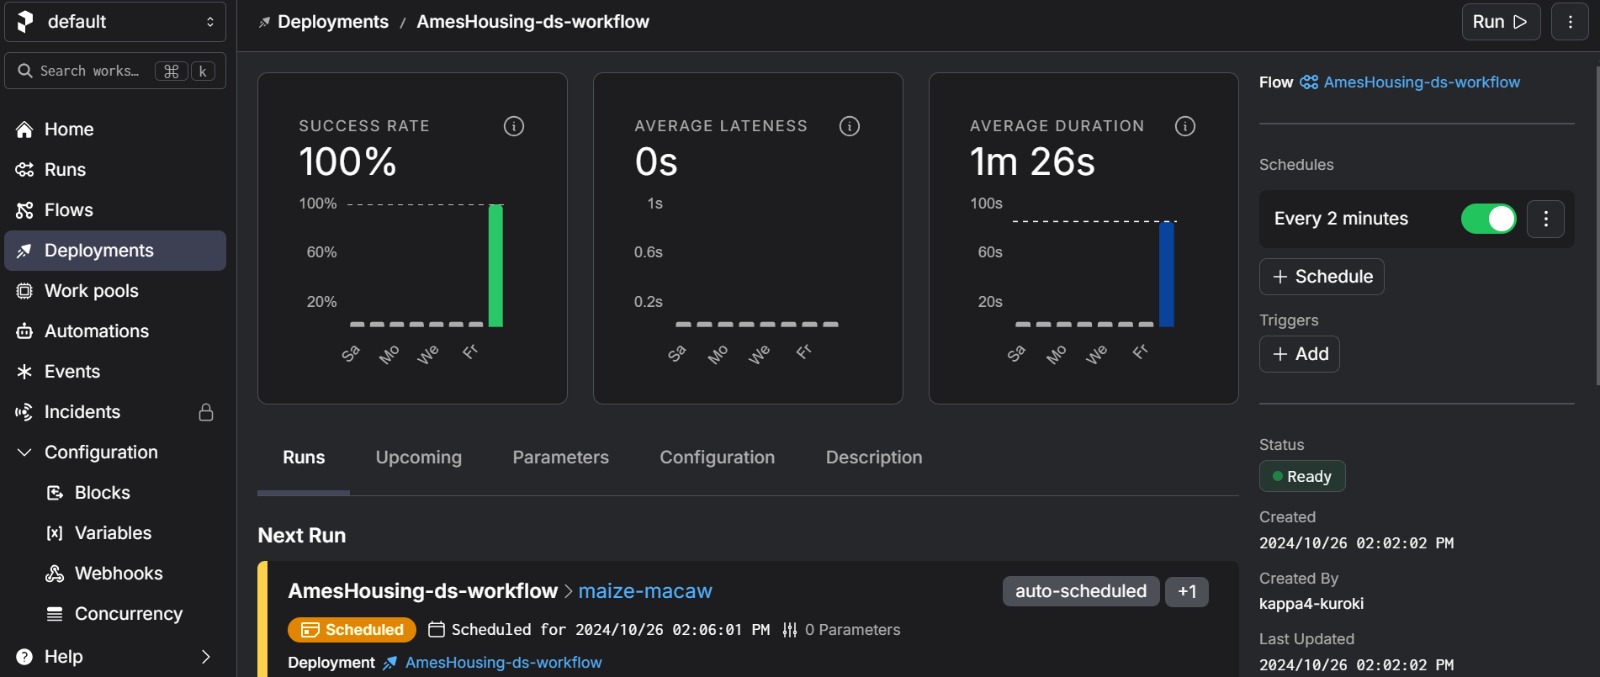 default
Search works... ⌘ k
Home
Runs
Flows
Deployments
Work pools
Automations
Events
Incidents
Configuration
Blocks
Variables
Webhooks
Concurrency
Help
Deployments / AmesHousing-ds-workflow
Run
SUCCESS RATE
100%
100%
60%
20%
Sa Mo We Fr
AVERAGE LATENESS
0s
1s
0.6s
0.2s
Sa Mo We Fr
AVERAGE DURATION
1m 26s
100s
60s
20s
Sa Mo We Fr
Runs Upcoming Parameters Configuration Description
Next Run
AmesHousing-ds-workflow > maize-macaw
auto-scheduled +1
Scheduled Scheduled for 2024/10/26 02:06:01 PM 0 Parameters
Deployment AmesHousing-ds-workflow
Flow AmesHousing-ds-workflow
Schedules
Every 2 minutes
+ Schedule
Triggers
+ Add
Status
Ready
Created
2024/10/26 02:02:02 PM
Created By
kappa4-kuroki
Last Updated
2024/10/26 02:02:02 PM